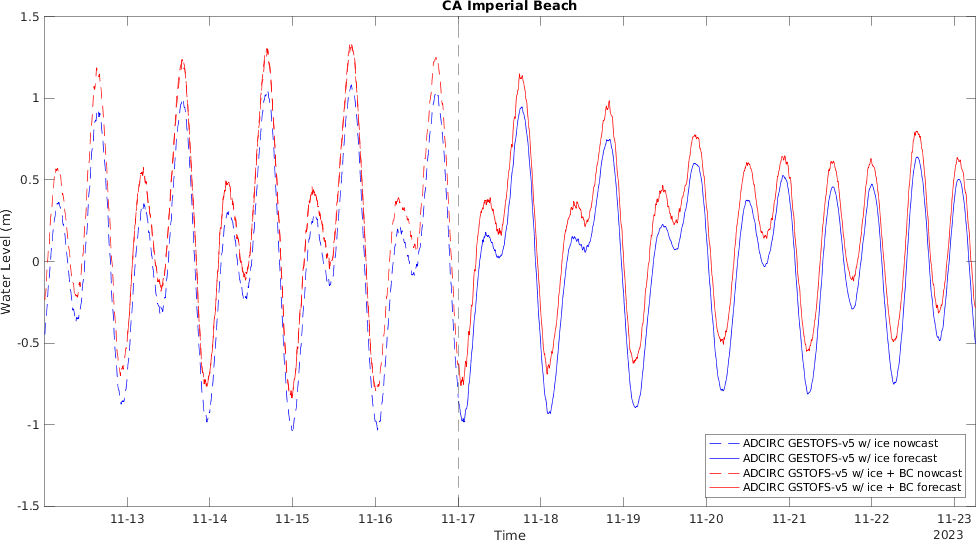 CA Imperial Beach
1.5
1
0.5
0
-0.5
-1
-1.5
Water Level (m)
11-13 11-14 11-15 11-16 11-17 11-18 11-19 11-20 11-21 11-22 11-23
Time
2023
ADCIRC GESTOFS-v5 w/ ice nowcast
ADCIRC GESTOFS-v5 w/ ice forecast
ADCIRC GSTOFS-v5 w/ ice + BC nowcast
ADCIRC GSTOFS-v5 w/ ice + BC forecast